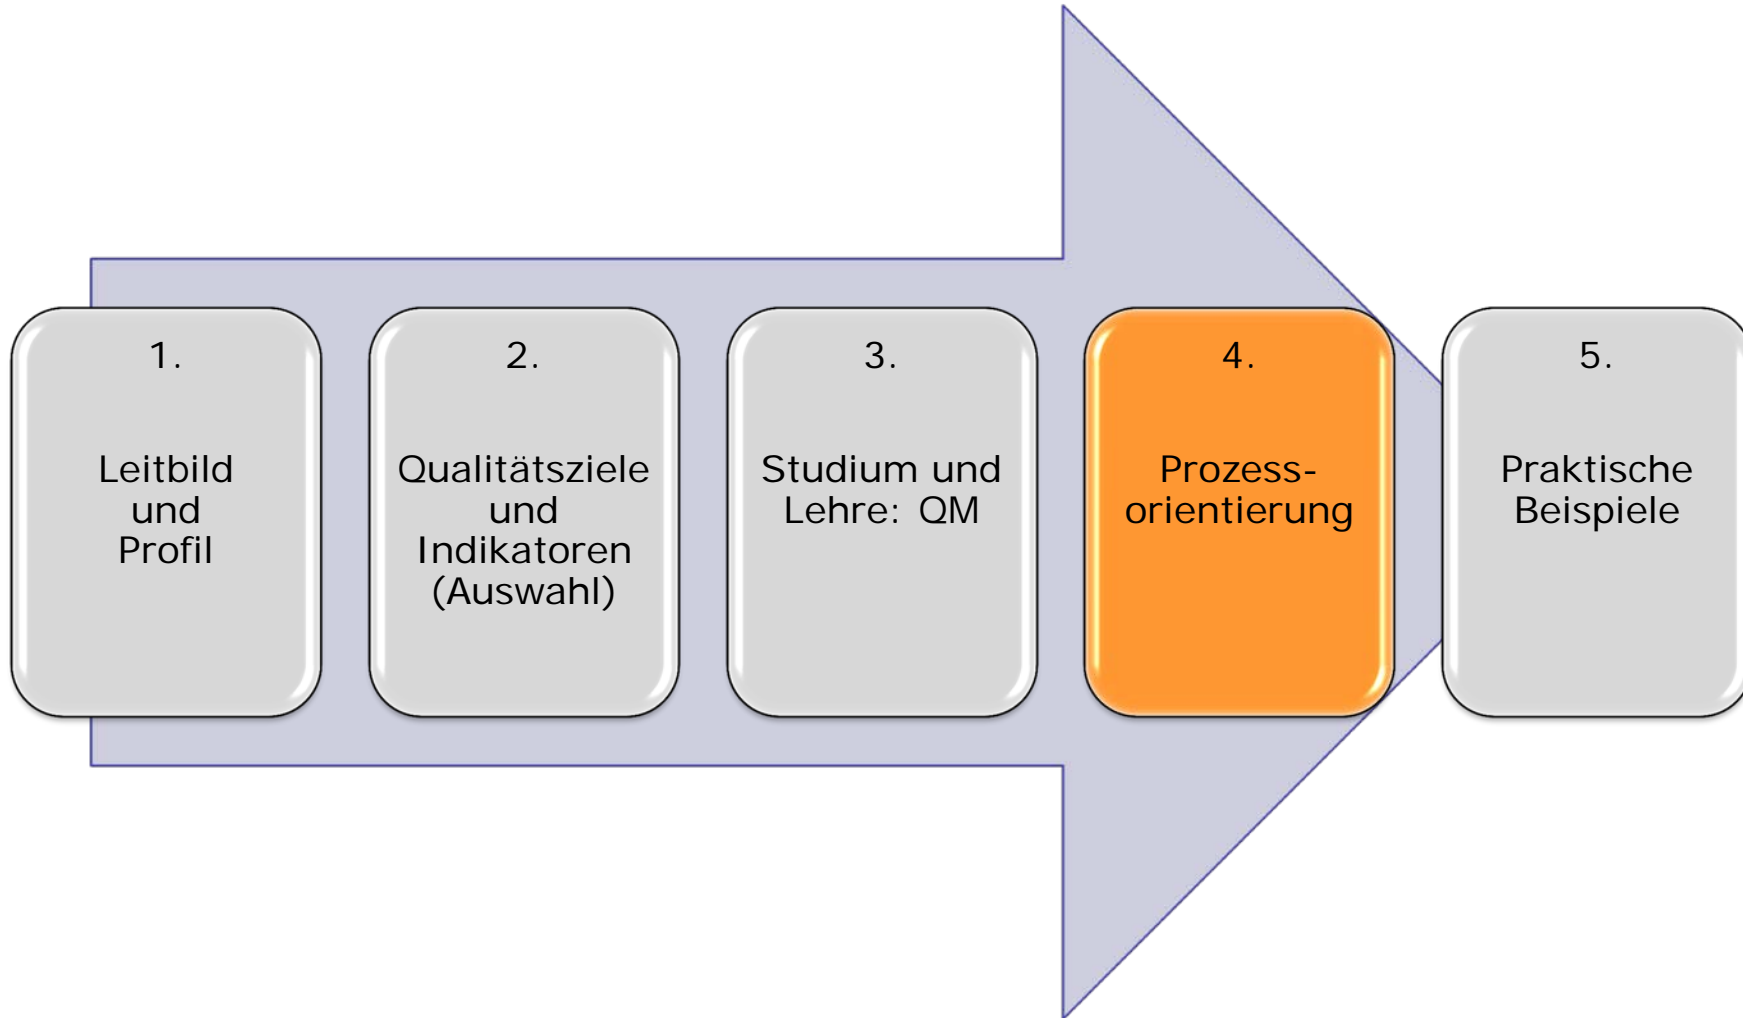 1.
Leitbild
und
Profil
2.
Qualitätsziele
und
Indikatoren
(Auswahl)
3.
Studium und
Lehre: QM
4.
Prozess-
orientierung
5.
Praktische
Beispiele